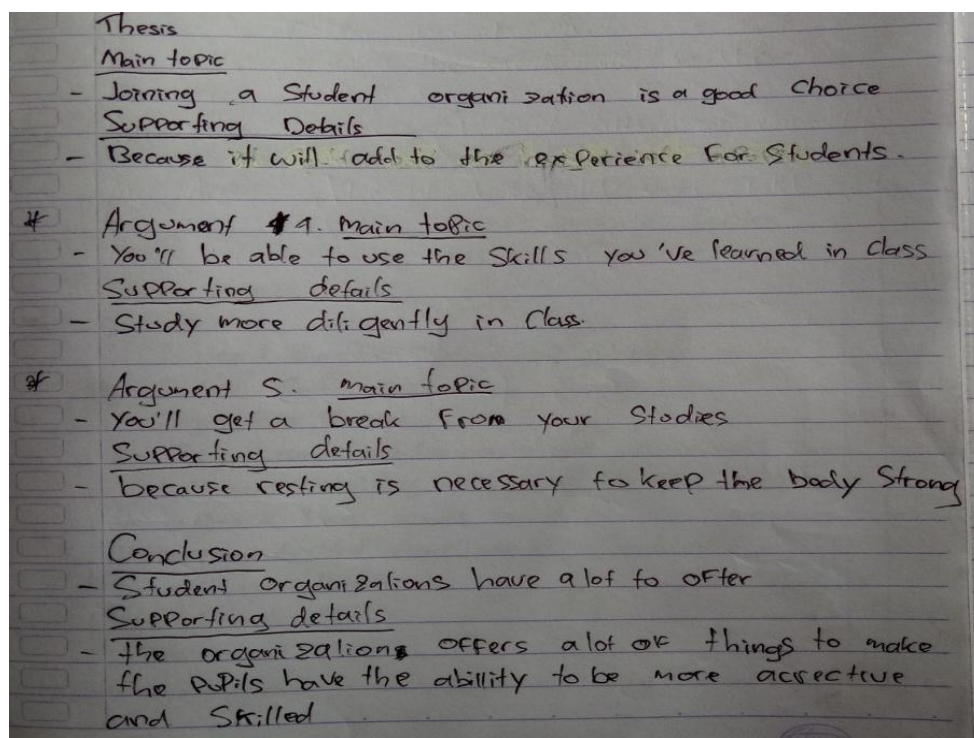 Thesis
Main topic
- Joining a Student organization is a good Choice
Supporting Details
- Because it will add to the experience for Students.
* Argument 4. main topic
- You'll be able to use the Skills you've learned in Class
Supporting details
- Study more diligently in Class.
* Argument 5. main topic
- You'll get a break From your Studies
Supporting details
- because resting is necessary to keep the body Strong
Conclusion
- Student organizations have a lot to offer
Supporting details
- the organizations offers a lot of things to make
the pupils have the ability to be more
and Skilled